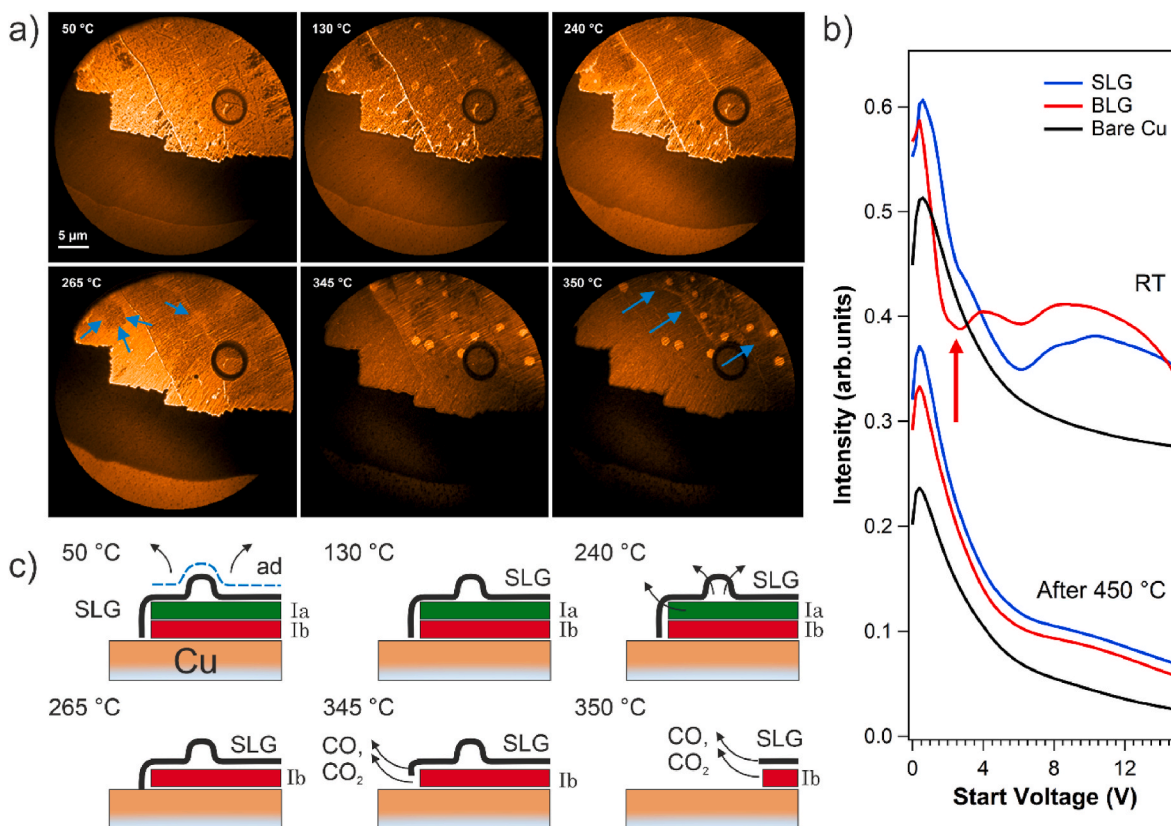 a)
50 °C
130 °C
240 °C
5 µm
265 °C
345 °C
350 °C
b)
SLG
BLG
Bare Cu
0.6
0.5
0.4
0.3
0.2
0.1
0.0
RT
After 450 °C
Intensity (arb.units)
0
4
8
12
Start Voltage (V)
c)
50 °C
ad
SLG
Ia
Ib
Cu
130 °C
SLG
Ia
Ib
240 °C
SLG
Ia
Ib
265 °C
SLG
Ib
345 °C
CO,
CO₂
SLG
Ib
350 °C
CO,
CO₂
SLG
Ib